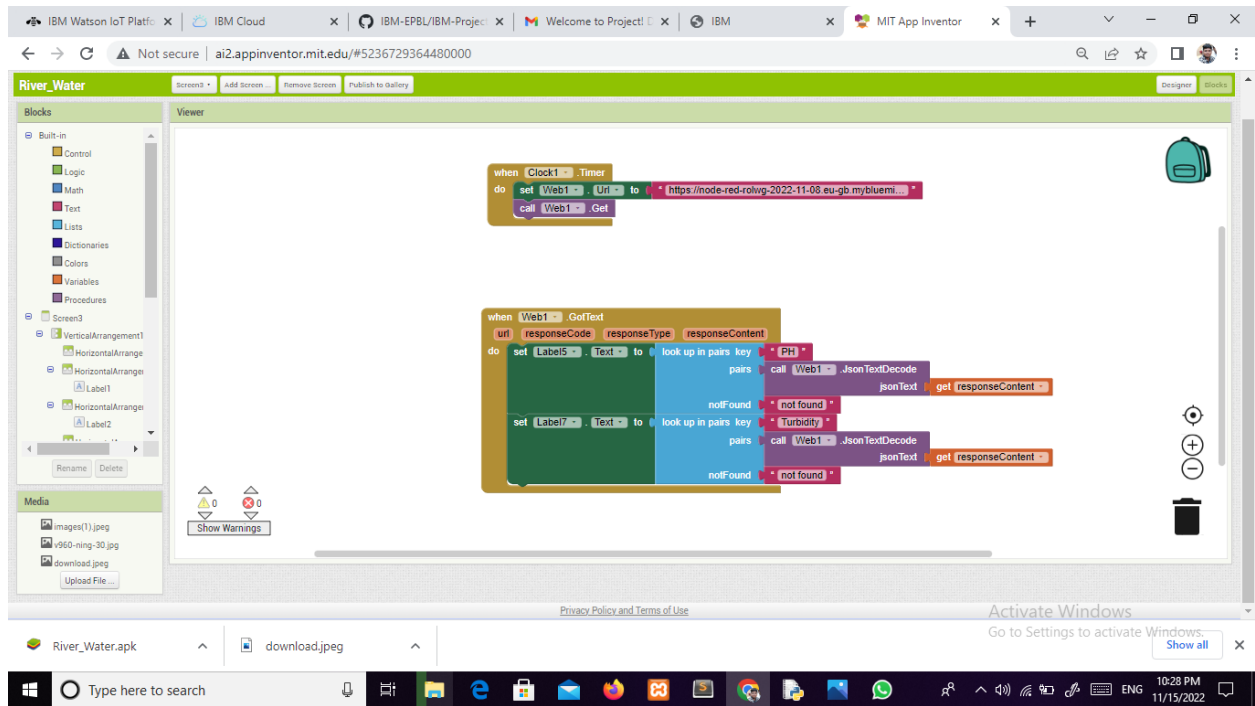 IBM Watson IoT Platfo
IBM Cloud
IBM-EPBL/IBM-Project
Welcome to Project!
IBM
MIT App Inventor
Not secure | ai2.appinventor.mit.edu/#5236729364480000
River_Water
Screen3
Add Screen ...
Remove Screen
Publish to Gallery
Designer
Blocks
Blocks
Viewer
Built-in
Control
Logic
Math
Text
Lists
Dictionaries
Colors
Variables
Procedures
Screen3
VerticalArrangement1
HorizontalArrange
HorizontalArranger
Label1
HorizontalArranger
Label2
Rename
Delete
Media
images(1).jpeg
v960-ning-30.jpg
download.jpeg
Upload File ...
when Clock1 .Timer
do set Web1 . Url to " https://node-red-rolwg-2022-11-08.eu-gb.mybluemi... "
call Web1 .Get
when Web1 .GotText
url responseCode responseType responseContent
do set Label5 . Text to look up in pairs key " PH "
pairs call Web1 .JsonTextDecode
jsonText get responseContent
notFound " not found "
set Label7 . Text to look up in pairs key " Turbidity "
pairs call Web1 .JsonTextDecode
jsonText get responseContent
notFound " not found "
0
0
Show Warnings
Privacy Policy and Terms of Use
Activate Windows
Go to Settings to activate Windows.
River_Water.apk
download.jpeg
Show all
Type here to search
ENG
10:28 PM
11/15/2022